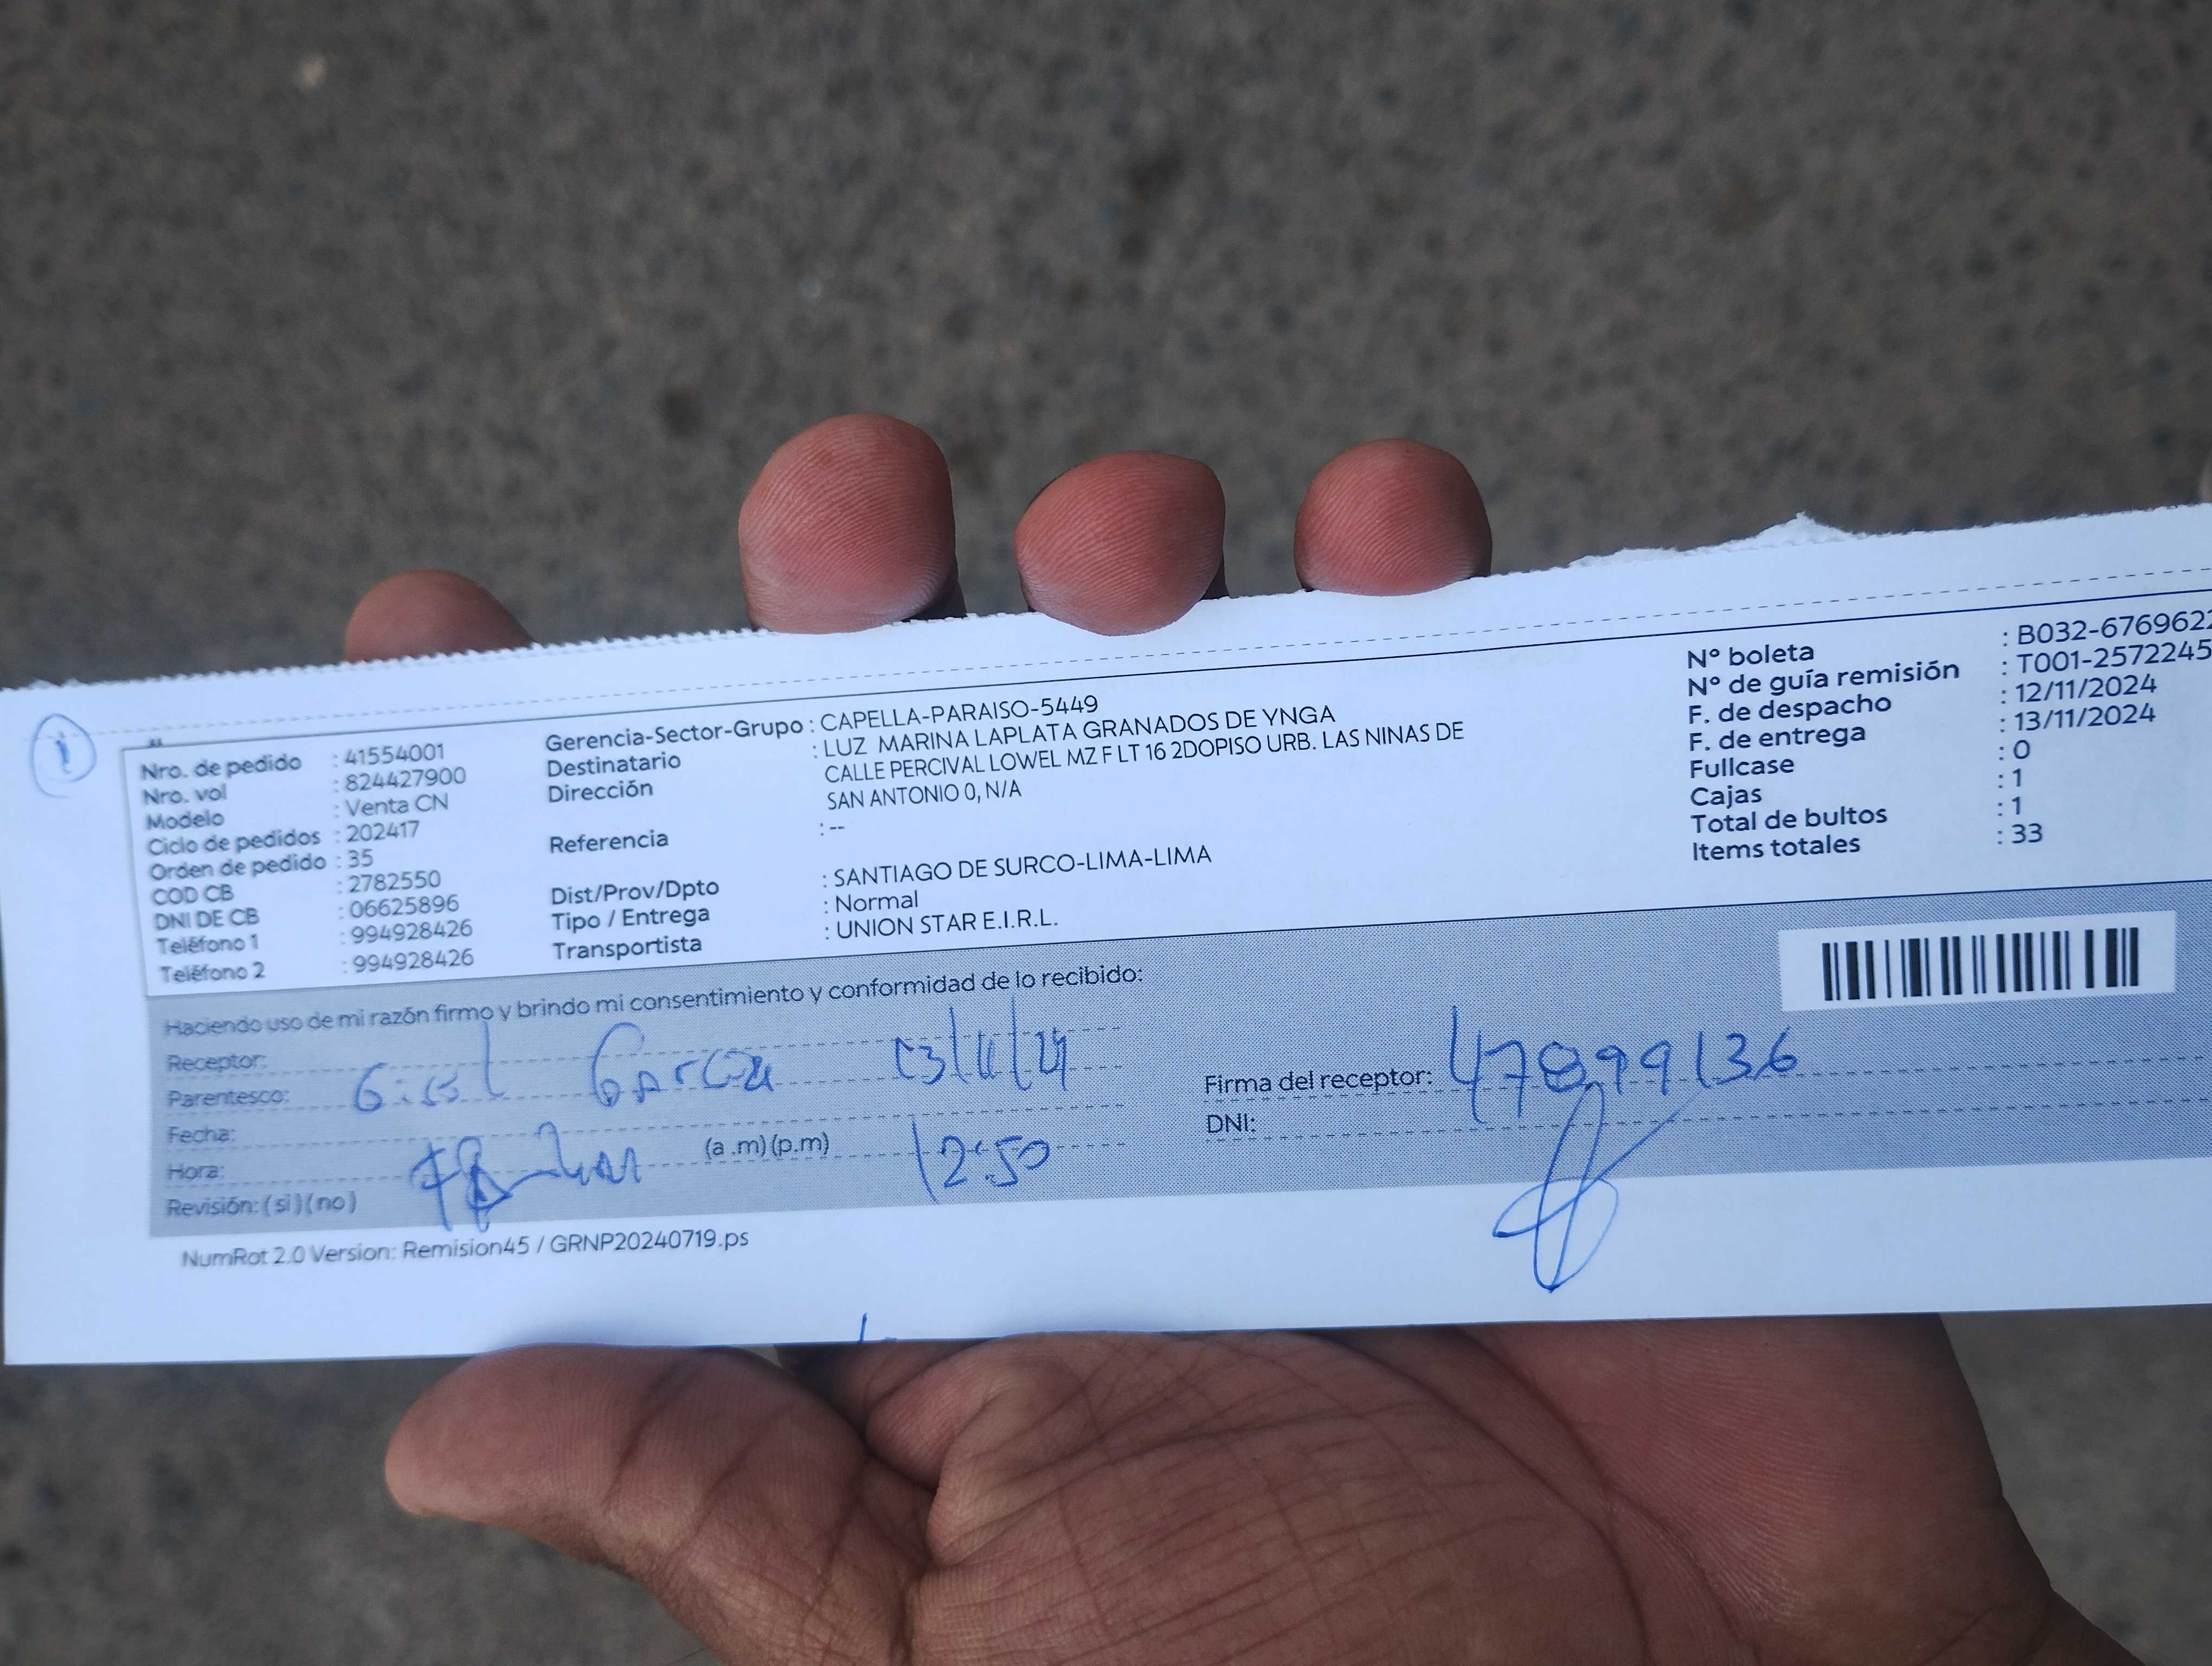 Nro. de pedido : 41554001
Nro. vol : 824427900
Modelo : Venta CN
Ciclo de pedidos : 202417
Orden de pedido : 35
COD CB : 2782550
DNI DE CB : 06625896
Teléfono 1 : 994928426
Teléfono 2 : 994928426
Gerencia-Sector-Grupo : CAPELLA-PARAISO-5449
Destinatario : LUZ MARINA LAPLATA GRANADOS DE YNGA
Dirección CALLE PERCIVAL LOWEL MZ F LT 16 2DOPISO URB. LAS NINAS DE
SAN ANTONIO 0, N/A
Referencia : --
Dist/Prov/Dpto : SANTIAGO DE SURCO-LIMA-LIMA
Tipo / Entrega : Normal
Transportista : UNION STAR E.I.R.L.
N° boleta : B032-6769622
N° de guía remisión : T001-2572245
F. de despacho : 12/11/2024
F. de entrega : 13/11/2024
Fullcase : 0
Cajas : 1
Total de bultos : 1
Items totales : 33
Haciendo uso de mi razón firmo y brindo mi consentimiento y conformidad de lo recibido:
Receptor:
Parentesco: Garcia 13/11/24
Fecha:
Hora: (a .m) (p.m) 12:50
Revisión: ( si ) ( no )
Firma del receptor: 47899136
DNI:
NumRot 2.0 Version: Remision45 / GRNP20240719.ps